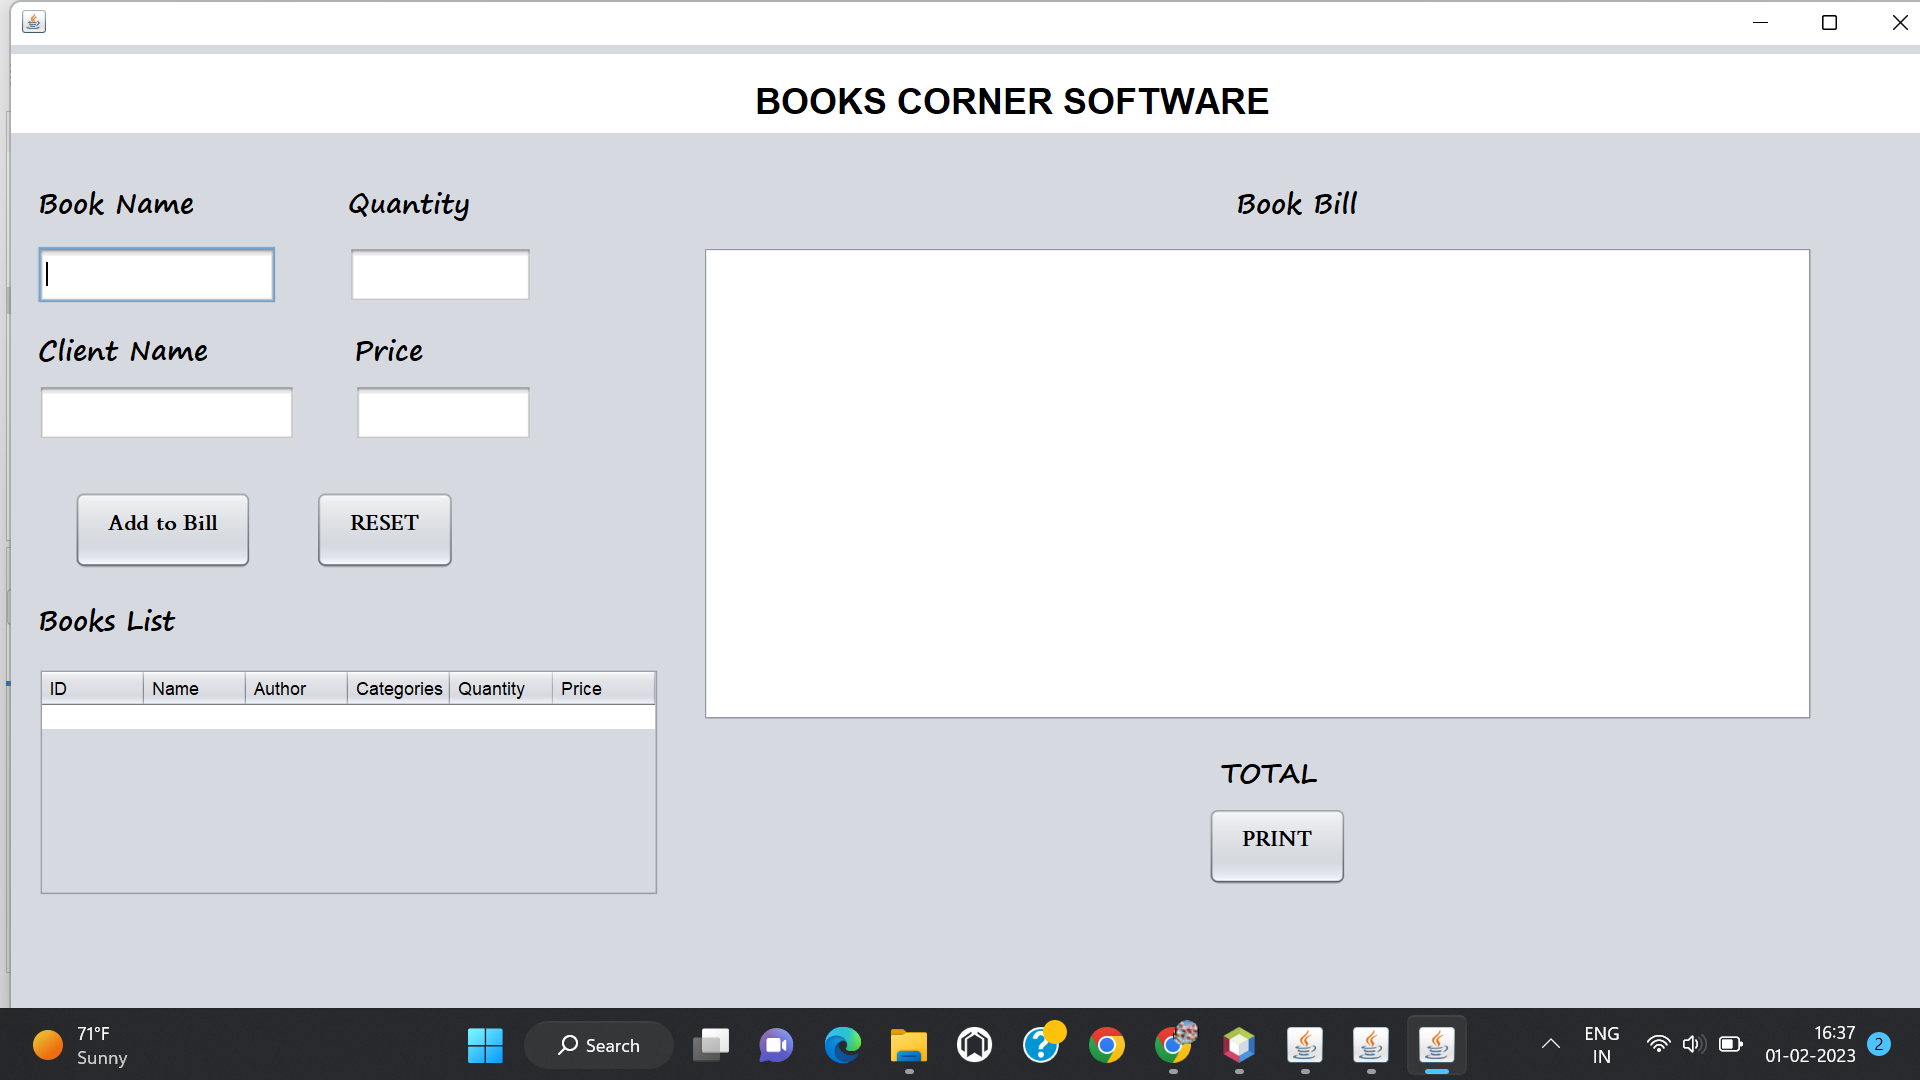 BOOKS CORNER SOFTWARE
Book Name
Quantity
Book Bill
Client Name
Price
Add to Bill
RESET
Books List
ID Name Author Categories Quantity Price
TOTAL
PRINT
71°F
Sunny
Search
ENG
IN
16:37
01-02-2023
2